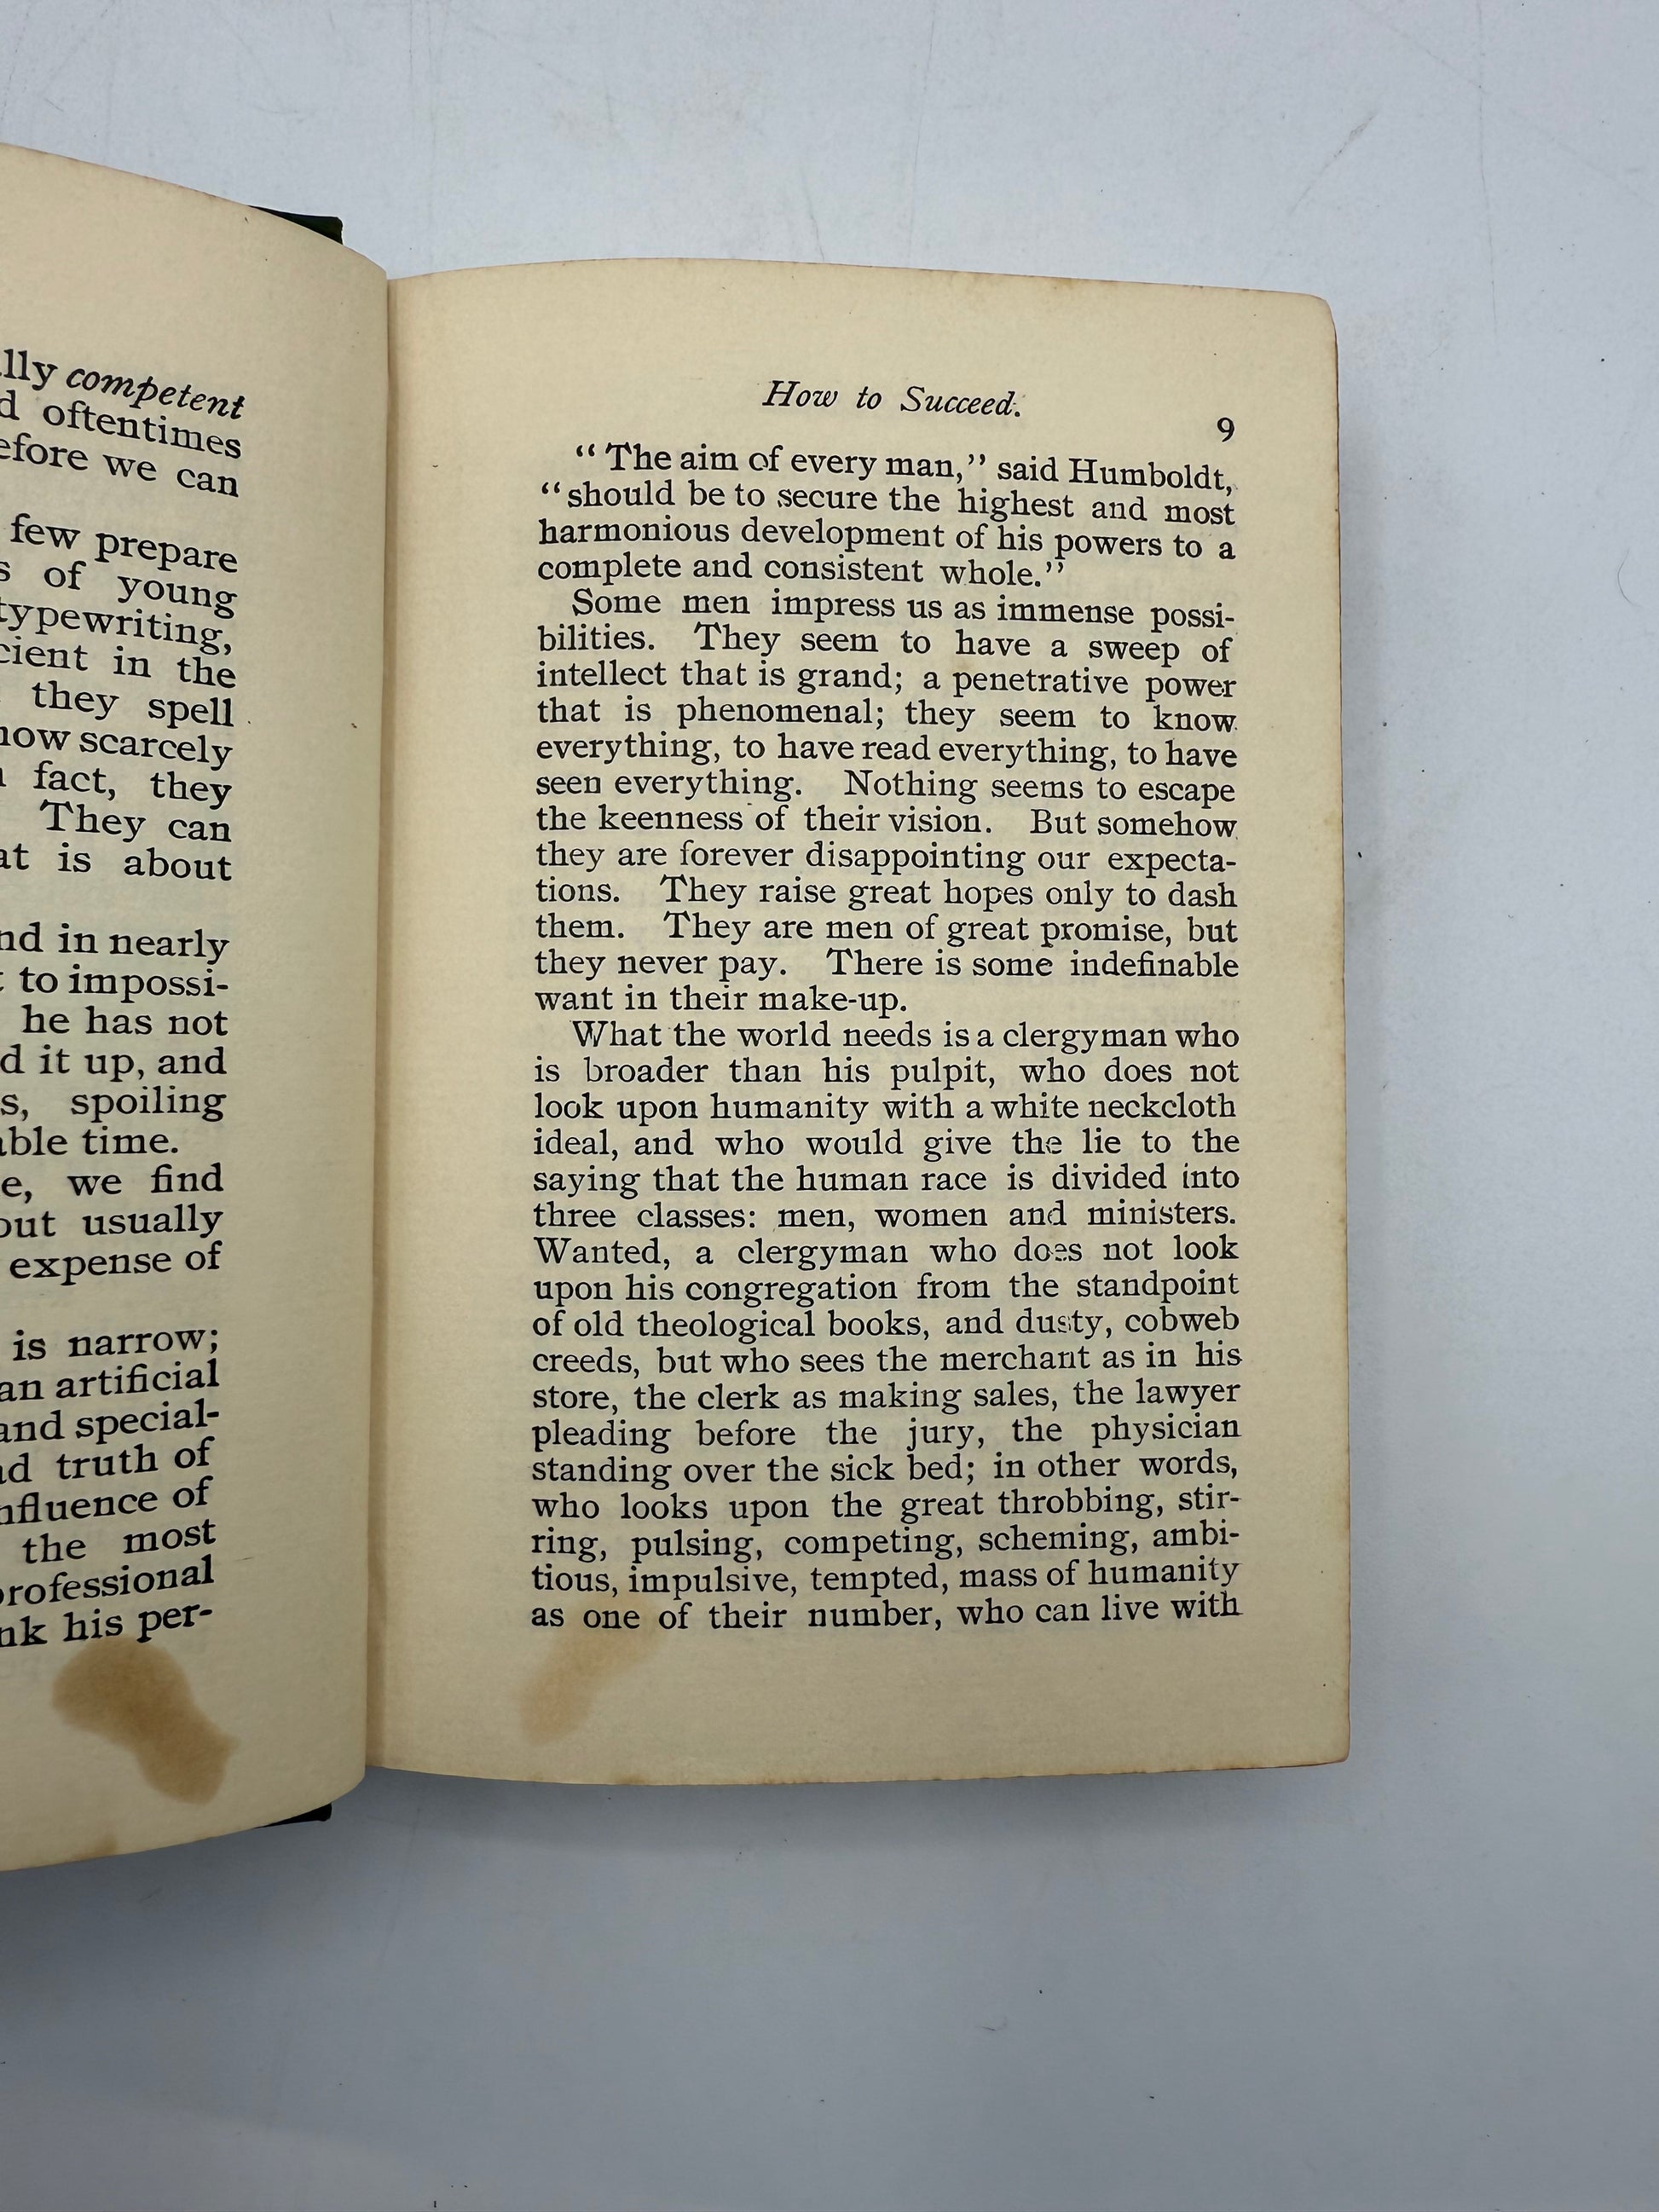 competent
oftentimes
before we can
few prepare
of young
typewriting,
in the
they spell
scarcely
fact, they
They can
is about
in nearly
to impossi-
he has not
it up, and
spoiling
time.
we find
usually
expense of
is narrow;
an artificial
and special-
truth of
influence of
the most
professional
his per-
How to Succeed.
9
“The aim of every man,” said Humboldt,
“should be to secure the highest and most
harmonious development of his powers to a
complete and consistent whole.”
Some men impress us as immense possi-
bilities. They seem to have a sweep of
intellect that is grand; a penetrative power
that is phenomenal; they seem to know
everything, to have read everything, to have
seen everything. Nothing seems to escape
the keenness of their vision. But somehow
they are forever disappointing our expecta-
tions. They raise great hopes only to dash
them. They are men of great promise, but
they never pay. There is some indefinable
want in their make-up.
What the world needs is a clergyman who
is broader than his pulpit, who does not
look upon humanity with a white neckcloth
ideal, and who would give the lie to the
saying that the human race is divided into
three classes: men, women and ministers.
Wanted, a clergyman who does not look
upon his congregation from the standpoint
of old theological books, and dusty, cobweb
creeds, but who sees the merchant as in his
store, the clerk as making sales, the lawyer
pleading before the jury, the physician
standing over the sick bed; in other words,
who looks upon the great throbbing, stir-
ring, pulsing, competing, scheming, ambi-
tious, impulsive, tempted, mass of humanity
as one of their number, who can live with